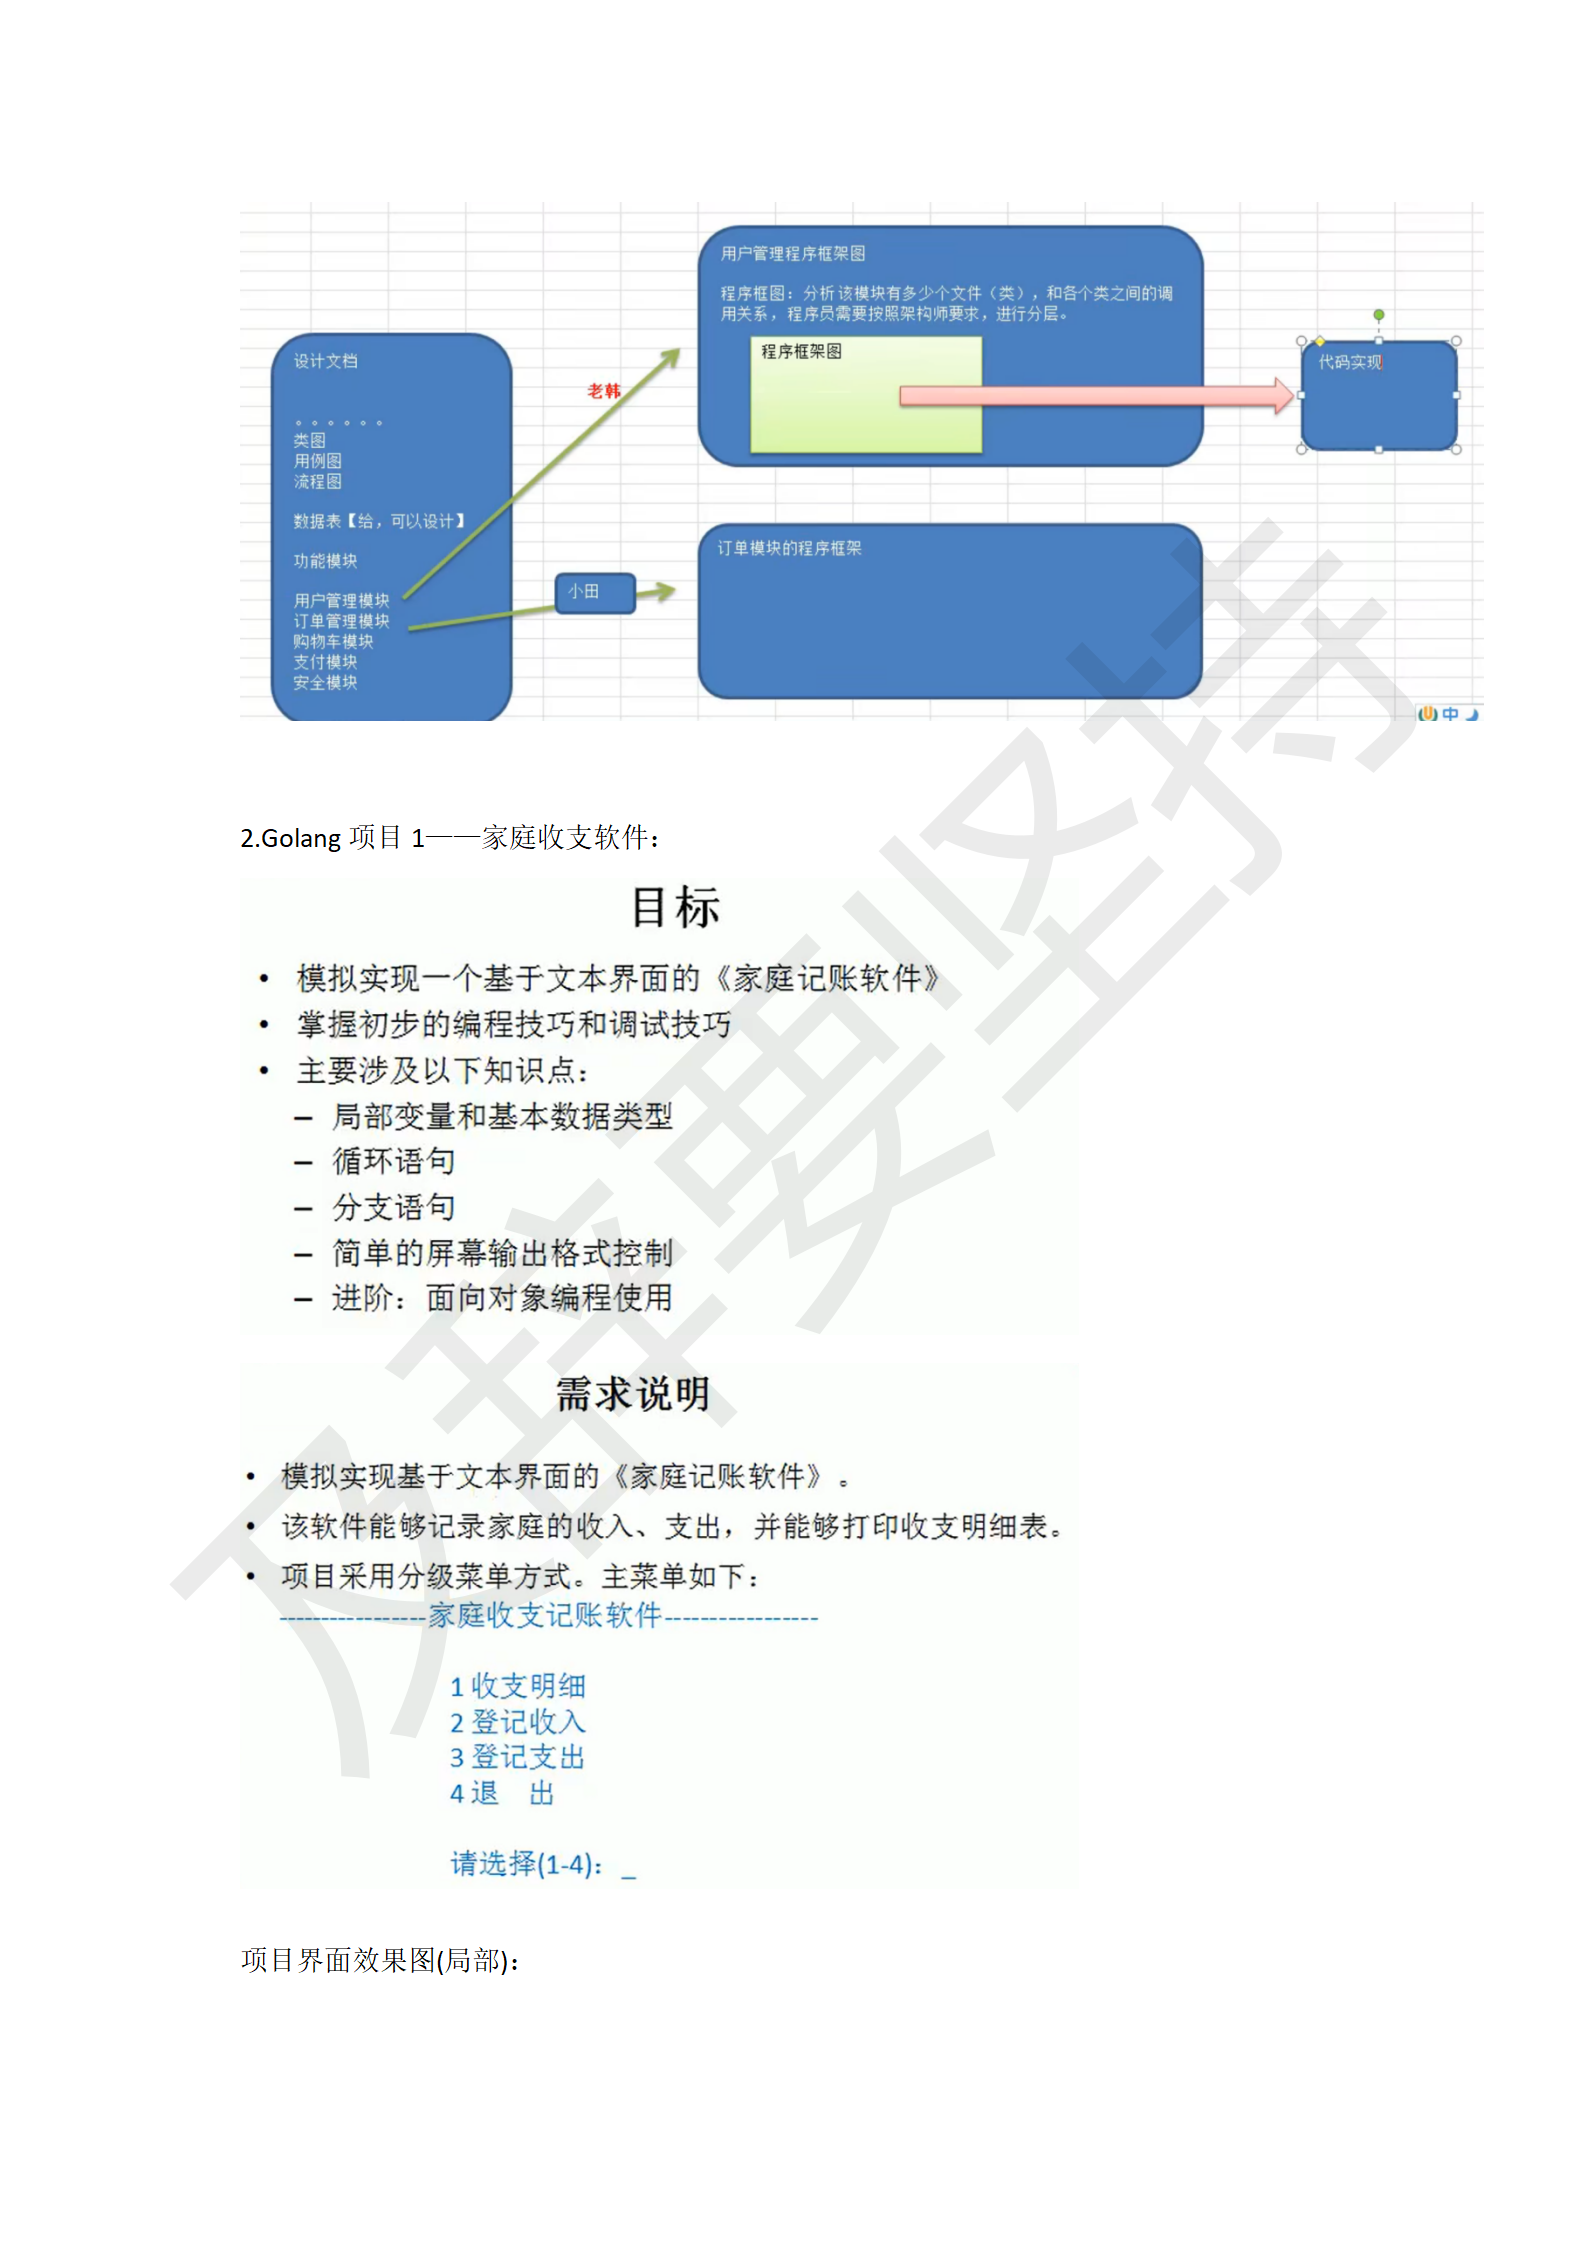 设计文档
。。。。。。
类图
用例图
流程图
数据表【给，可以设计】
功能模块
用户管理模块
订单管理模块
购物车模块
支付模块
安全模块
老韩
小田
用户管理程序框架图
程序框图：分析该模块有多少个文件（类），和各个类之间的调
用关系，程序员需要按照架构师要求，进行分层。
程序框架图
代码实现
订单模块的程序框架
中
2.Golang 项目 1——家庭收支软件：
目标
• 模拟实现一个基于文本界面的《家庭记账软件》
• 掌握初步的编程技巧和调试技巧
• 主要涉及以下知识点：
– 局部变量和基本数据类型
– 循环语句
– 分支语句
– 简单的屏幕输出格式控制
– 进阶：面向对象编程使用
需求说明
• 模拟实现基于文本界面的《家庭记账软件》。
• 该软件能够记录家庭的收入、支出，并能够打印收支明细表。
• 项目采用分级菜单方式。主菜单如下：
-----------------家庭收支记账软件-----------------
1 收支明细
2 登记收入
3 登记支出
4 退　出
请选择(1-4)：_
项目界面效果图(局部)：
及辞要坚持